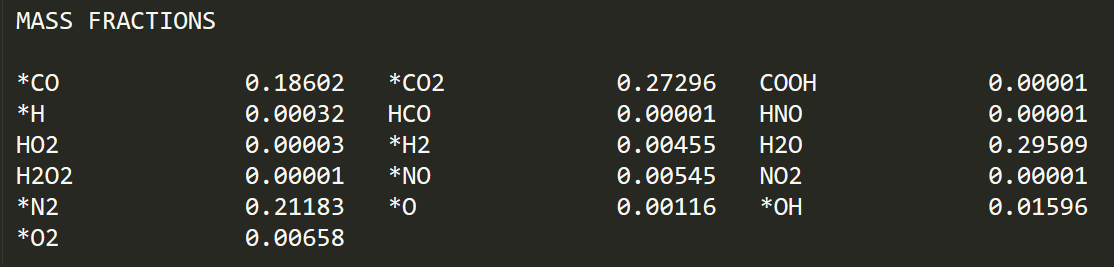 MASS FRACTIONS
*CO 0.18602 *CO2 0.27296 COOH 0.00001
*H 0.00032 HCO 0.00001 HNO 0.00001
HO2 0.00003 *H2 0.00455 H2O 0.29509
H2O2 0.00001 *NO 0.00545 NO2 0.00001
*N2 0.21183 *O 0.00116 *OH 0.01596
*O2 0.00658